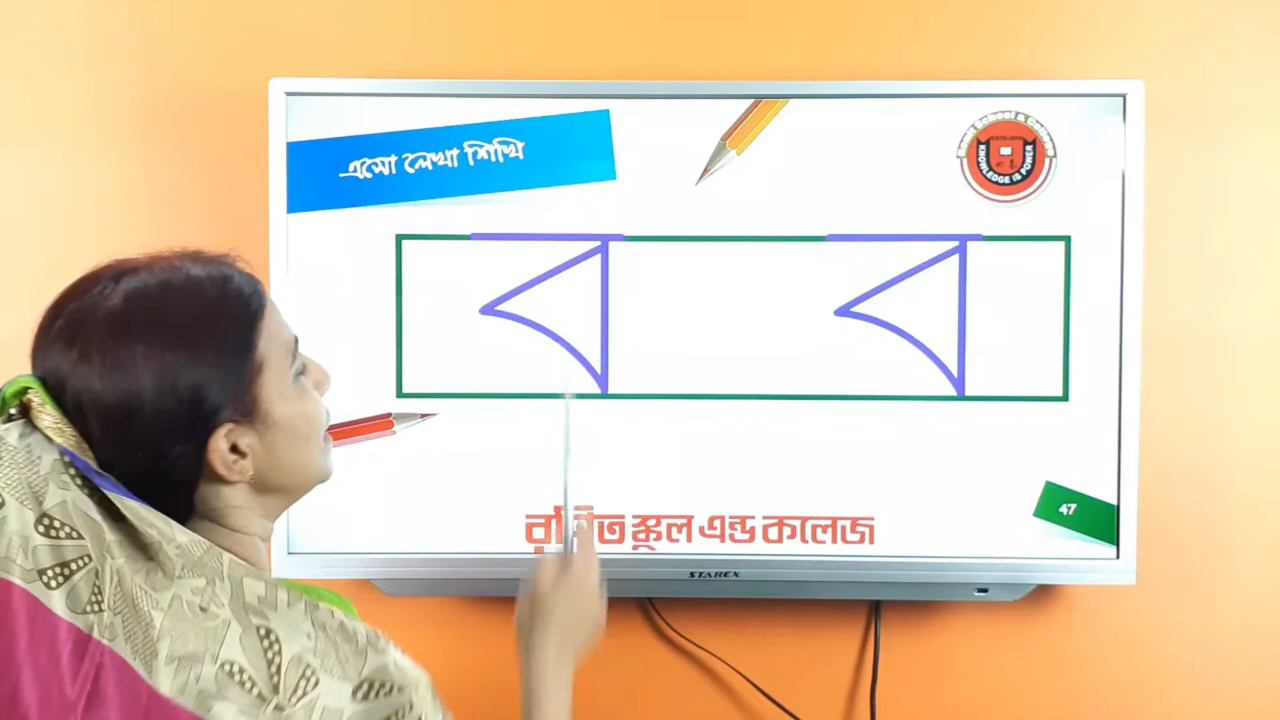 এসো লেখা শিখি
KNOWLEDGE IS POWER
ব
ব
47
স্কুল এন্ড কলেজ
STAREX